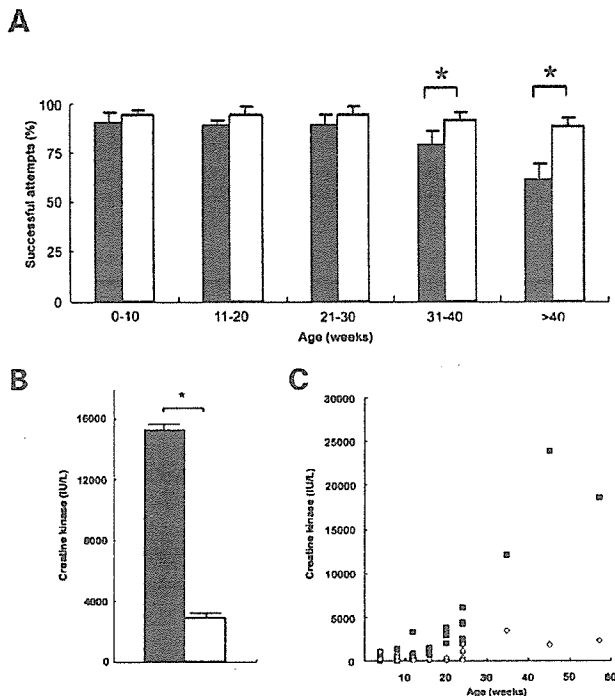 A
* *
100
75
50
25
0
Successful attempts (%)
0-10 11-20 21-30 31-40 >40
Age (weeks)
B
*
16000
12000
8000
4000
0
Creatine kinase (IU/L)
C
30000
25000
20000
15000
10000
5000
0
Creatine kinase (IU/L)
10 20 30 40 50 60
Age (weeks)